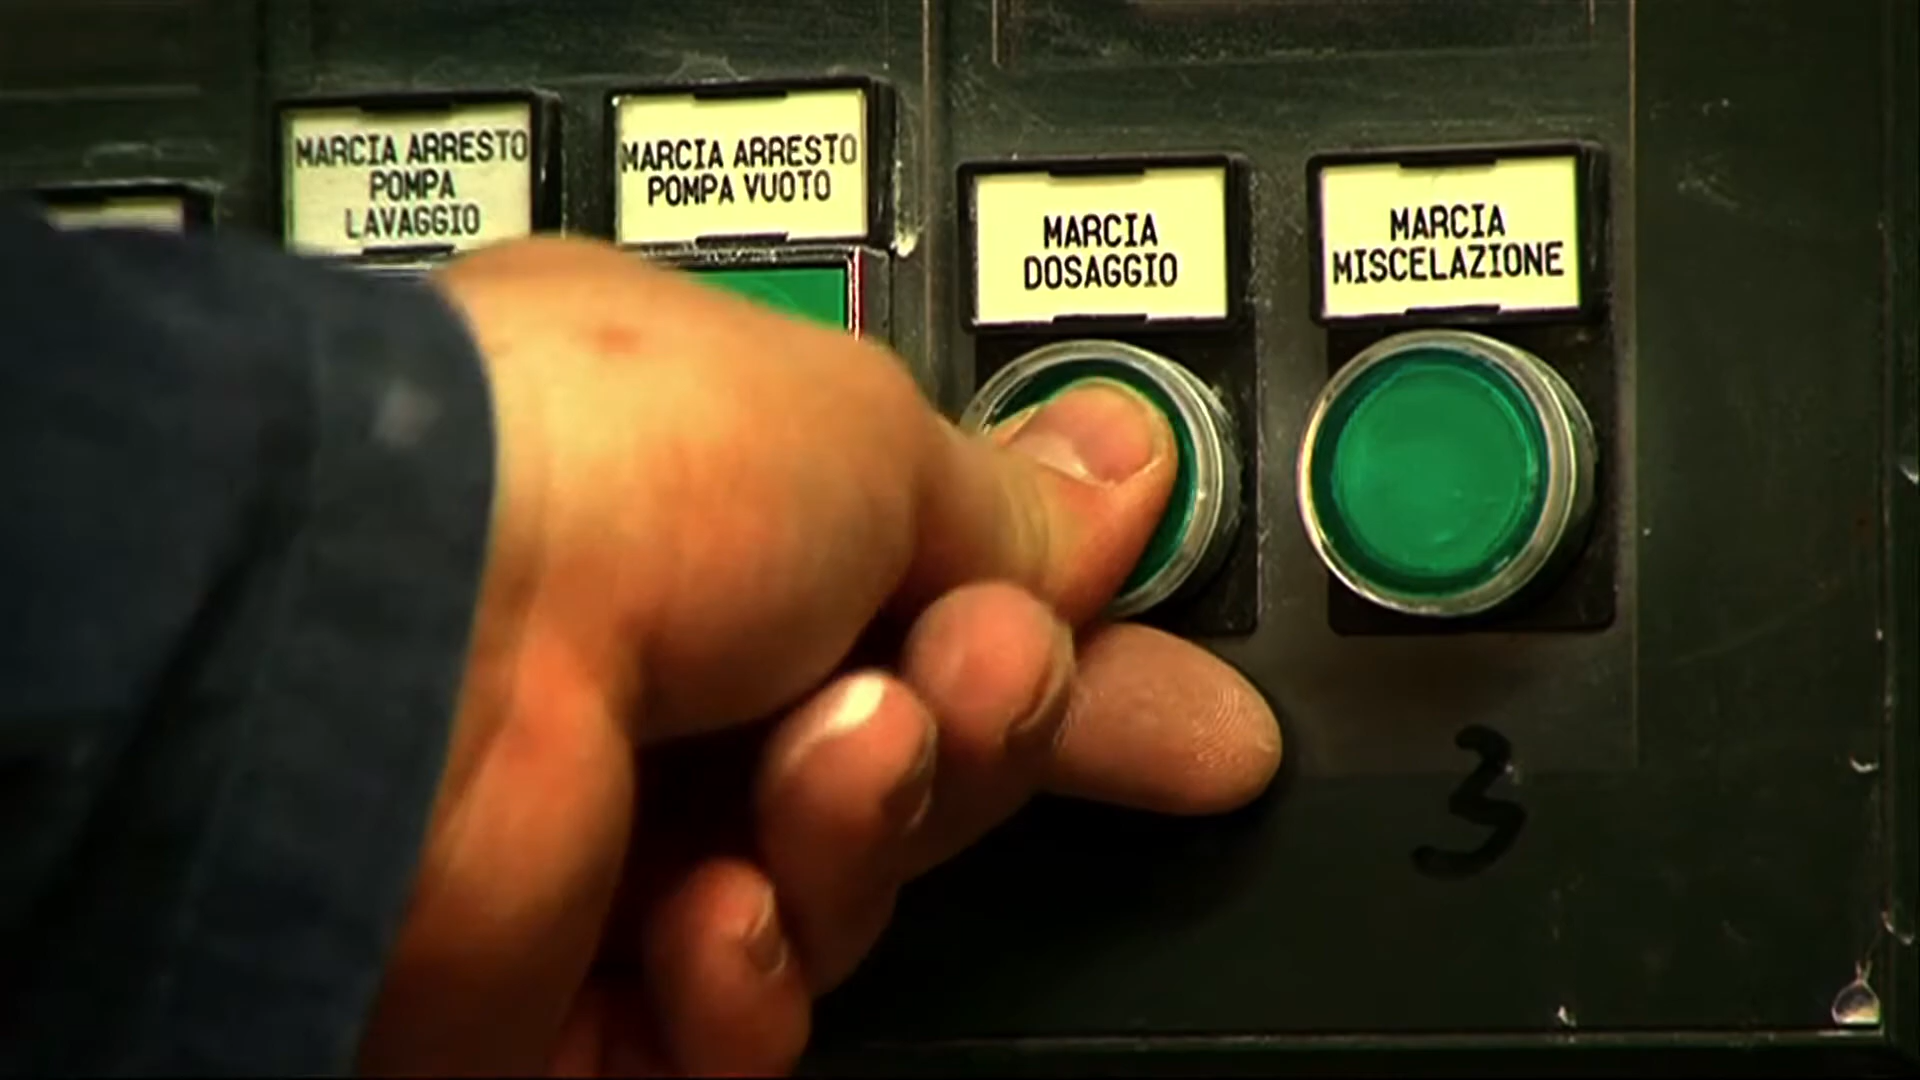 MARCIA ARRESTO
POMPA
LAVAGGIO
MARCIA ARRESTO
POMPA VUOTO
MARCIA
DOSAGGIO
MARCIA
MISCELAZIONE
3